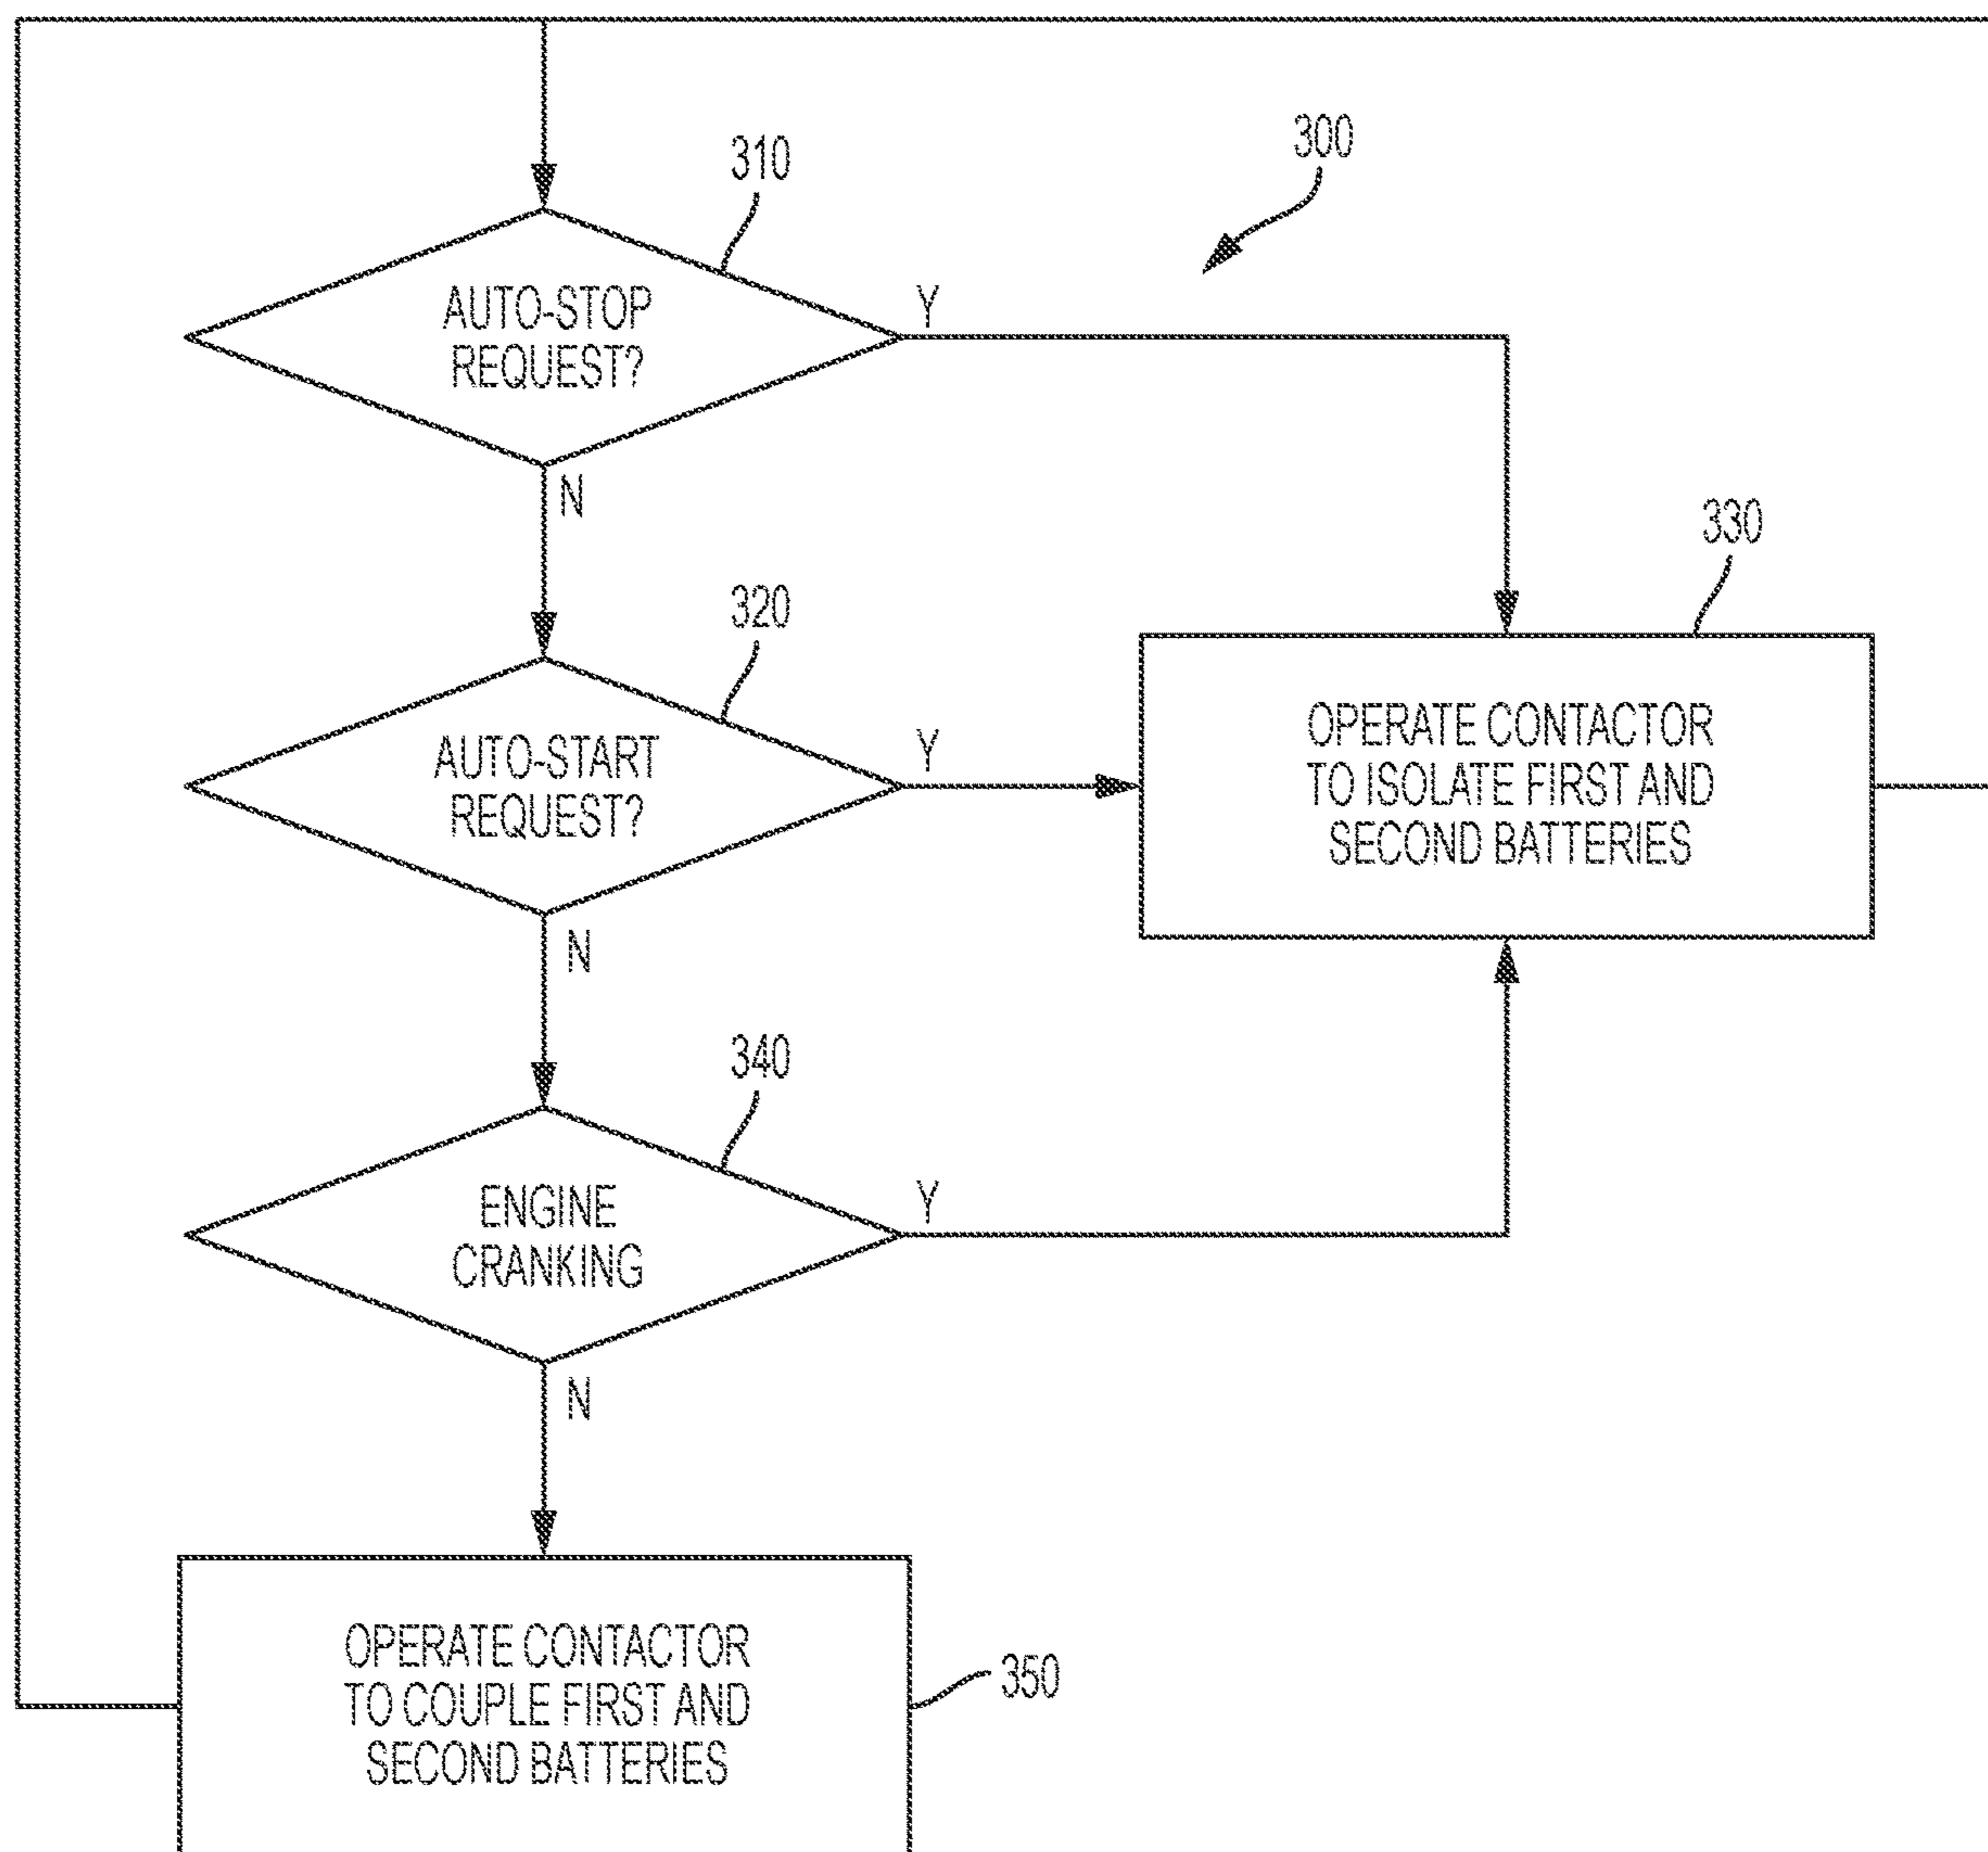 300
310
AUTO-STOP
REQUEST?
Y
N
320
AUTO-START
REQUEST?
Y
N
330
OPERATE CONTACTOR
TO ISOLATE FIRST AND
SECOND BATTERIES
340
ENGINE
CRANKING
Y
N
OPERATE CONTACTOR
TO COUPLE FIRST AND
SECOND BATTERIES
350